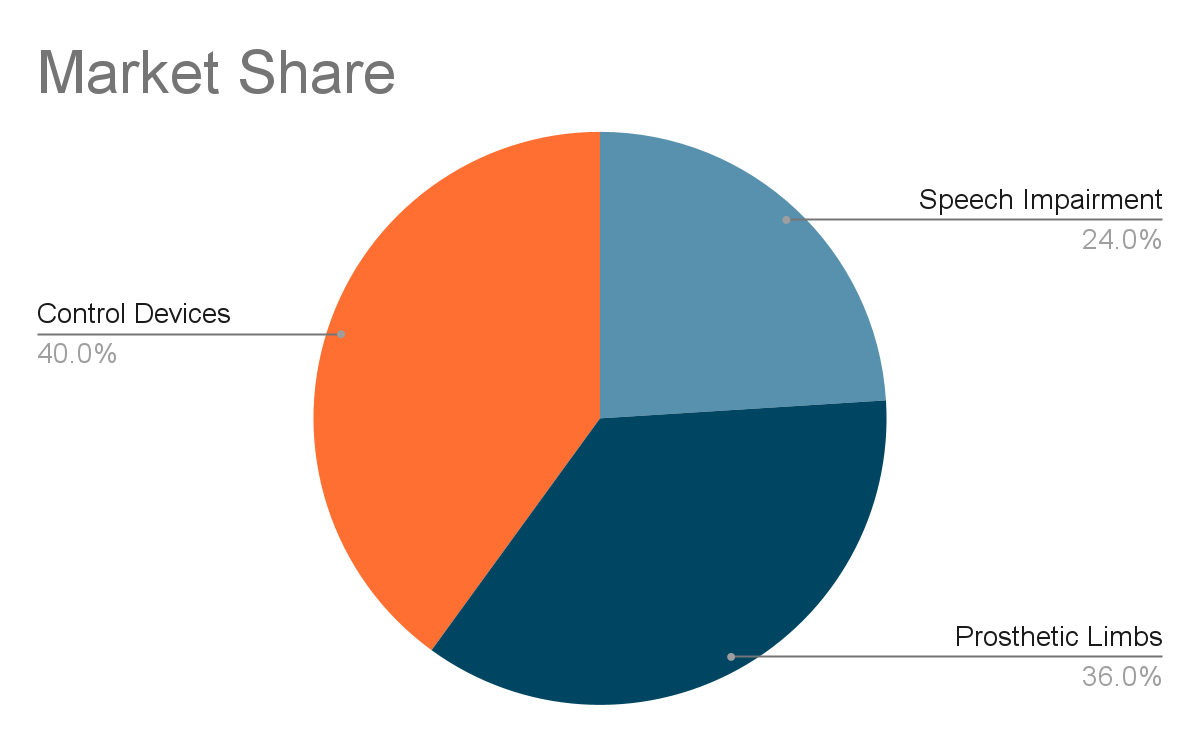 Market Share
Speech Impairment
24.0%
Control Devices
40.0%
Prosthetic Limbs
36.0%